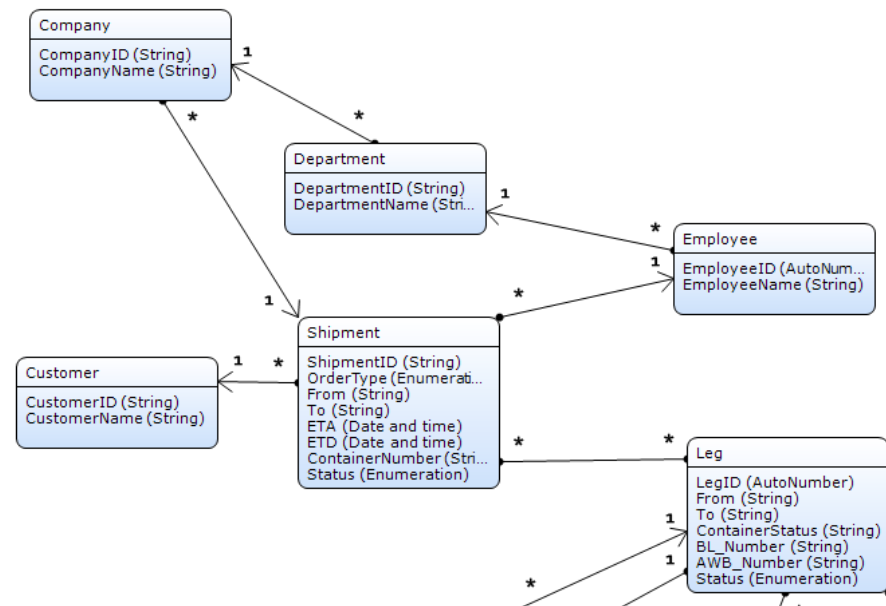 Company
CompanyID (String)
CompanyName (String)
1
*
*
Department
DepartmentID (String)
DepartmentName (Stri...
1
*
Employee
EmployeeID (AutoNum...
EmployeeName (String)
1
*
1
Shipment
ShipmentID (String)
OrderType (Enumerati...
From (String)
To (String)
ETA (Date and time)
ETD (Date and time)
ContainerNumber (Stri...
Status (Enumeration)
Customer
CustomerID (String)
CustomerName (String)
1
*
*
*
Leg
LegID (AutoNumber)
From (String)
To (String)
ContainerStatus (String)
BL_Number (String)
AWB_Number (String)
Status (Enumeration)
1
1
*